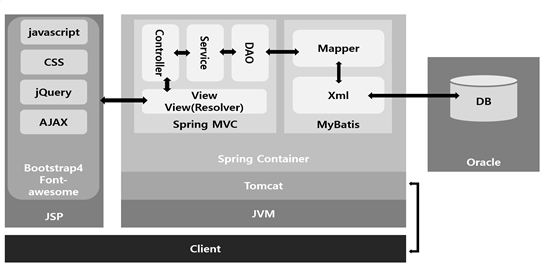 javascript
CSS
jQuery
AJAX
Bootstrap4
Font-
awesome
JSP
Controller
Service
DAO
View
View(Resolver)
Spring MVC
Mapper
Xml
MyBatis
Spring Container
Tomcat
JVM
DB
Oracle
Client